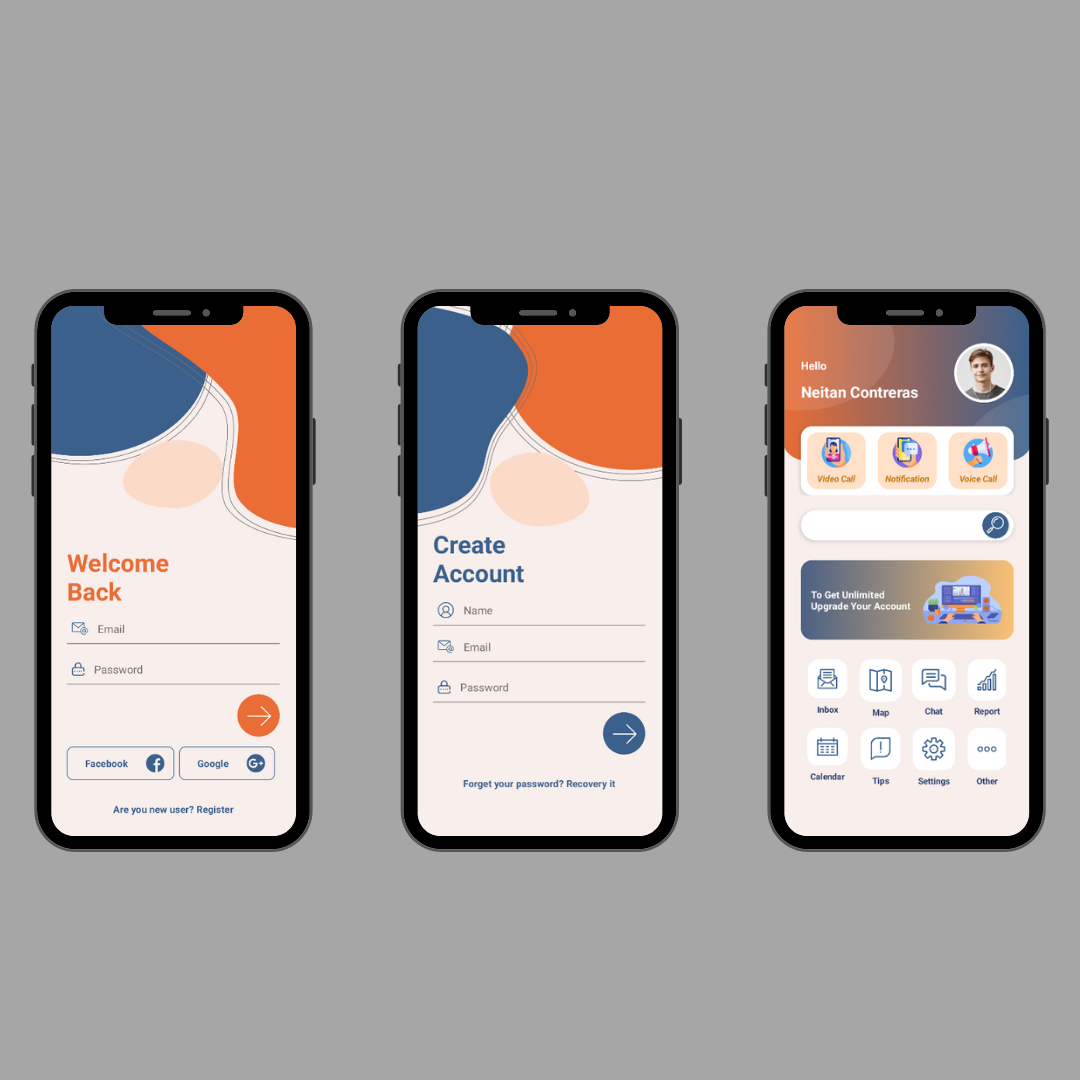 Welcome
Back
Email
Password
Facebook
Google
G+
Are you new user? Register
Create
Account
Name
Email
Password
Forget your password? Recovery it
Hello
Neitan Contreras
Video Call
Notification
Voice Call
To Get Unlimited
Upgrade Your Account
Inbox
Map
Chat
Report
Calendar
Tips
Settings
Other